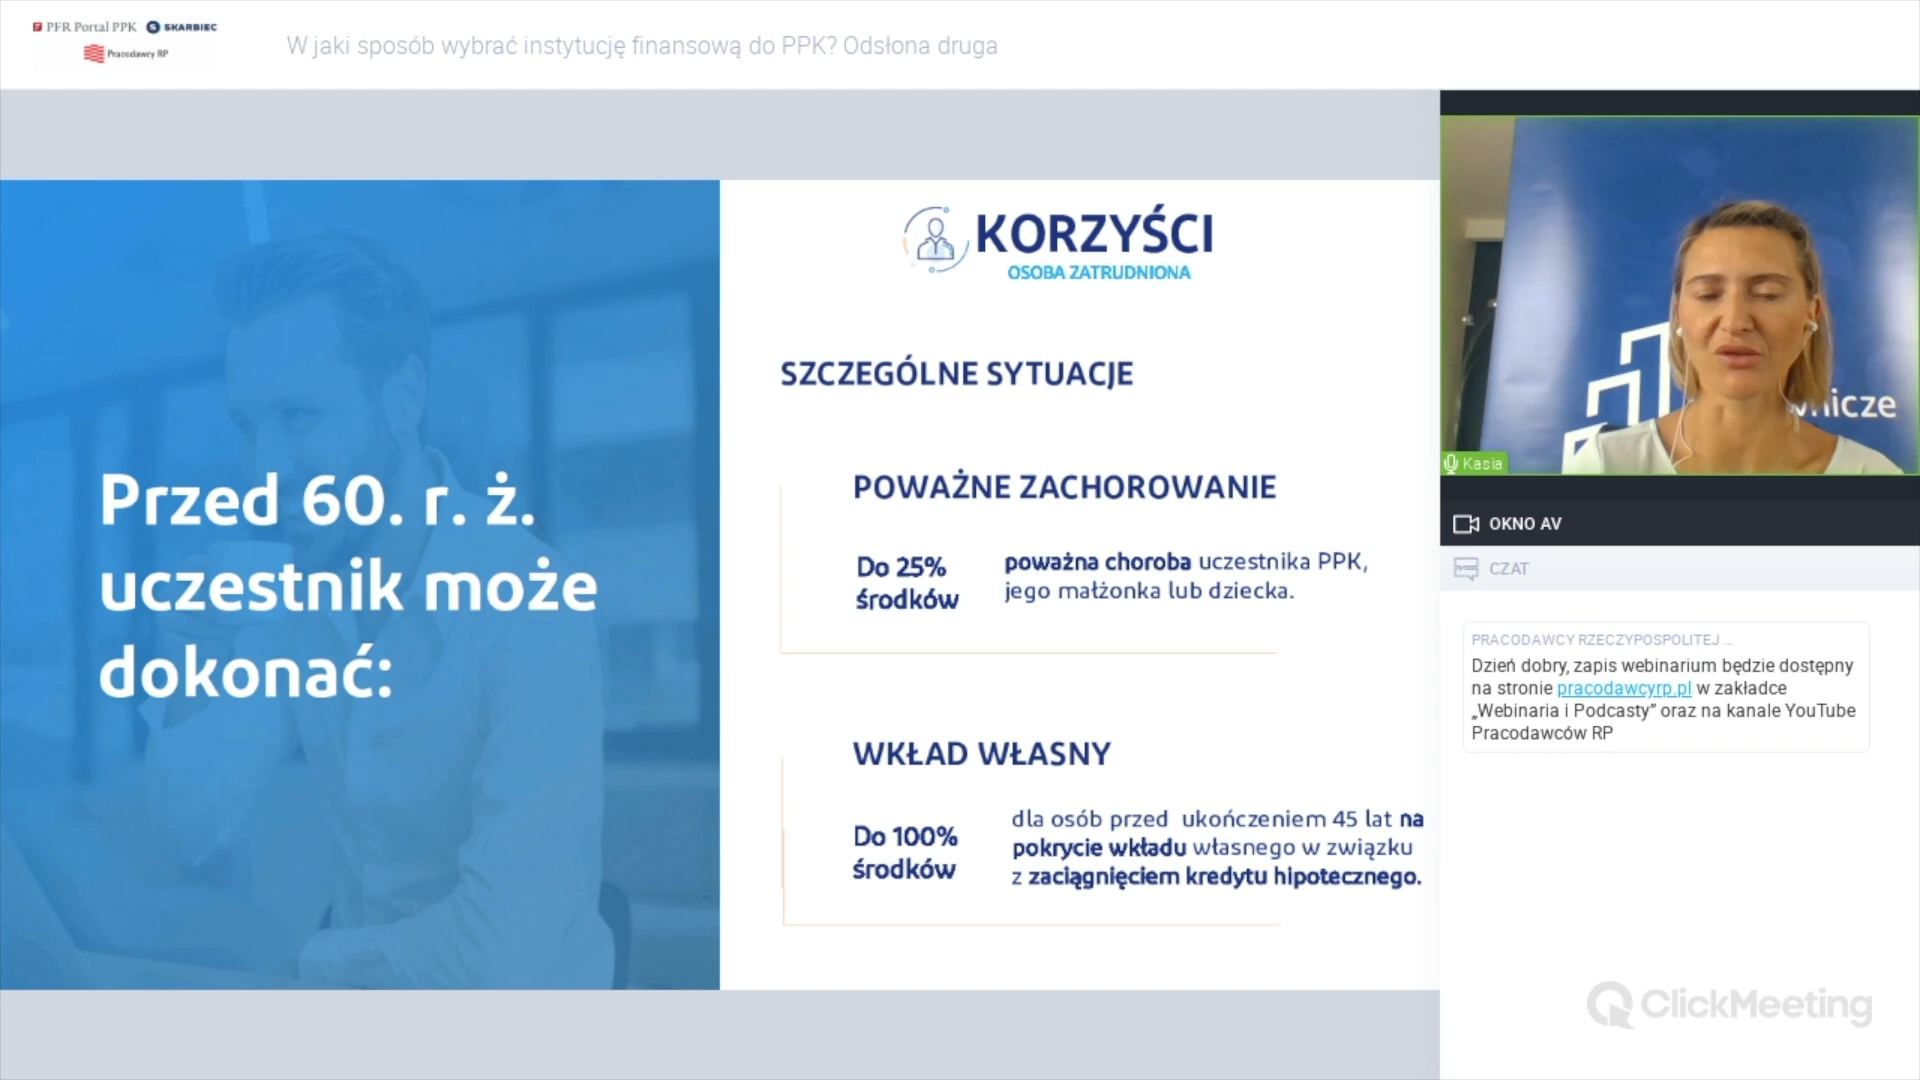 PFR Portal PPK SKARBIEC
Pracodawcy RP
W jaki sposób wybrać instytucję finansową do PPK? Odsłona druga
Przed 60. r. ż.
uczestnik może
dokonać:
KORZYŚCI
OSOBA ZATRUDNIONA
SZCZEGÓLNE SYTUACJE
POWAŻNE ZACHOROWANIE
Do 25%
środków
poważna choroba uczestnika PPK,
jego małżonka lub dziecka.
WKŁAD WŁASNY
Do 100%
środków
dla osób przed ukończeniem 45 lat na
pokrycie wkładu własnego w związku
z zaciągnięciem kredytu hipotecznego.
wnicze
Kasia
OKNO AV
CZAT
PRACODAWCY RZECZYPOSPOLITEJ ...
Dzień dobry, zapis webinarium będzie dostępny
na stronie pracodawcyrp.pl w zakładce
„Webinaria i Podcasty” oraz na kanale YouTube
Pracodawców RP
ClickMeeting